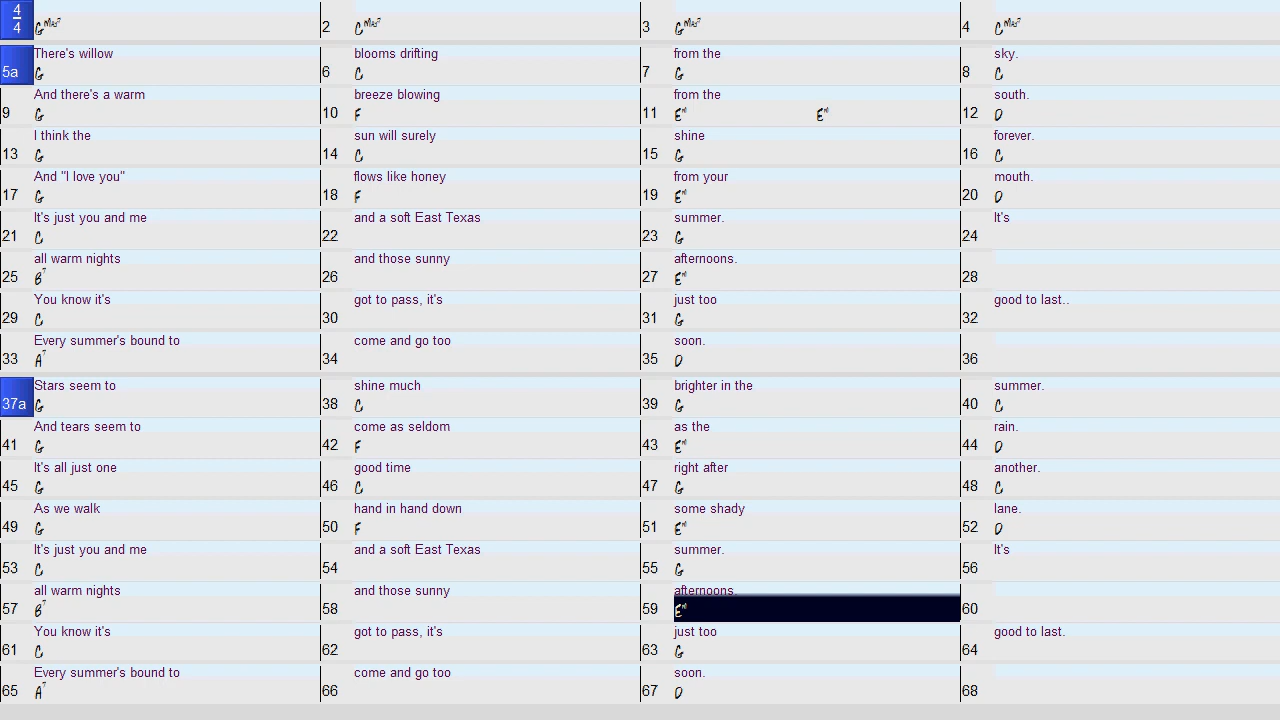 4/4 GMaj7 2 CMaj7 3 GMaj7 4 CMaj7
There's willow blooms drifting from the sky.
5a G 6 C 7 G 8 C
And there's a warm breeze blowing from the south.
9 G 10 F 11 Em Em 12 D
I think the sun will surely shine forever.
13 G 14 C 15 G 16 C
And "I love you" flows like honey from your mouth.
17 G 18 F 19 Em 20 D
It's just you and me and a soft East Texas summer. It's
21 C 22 23 G 24
all warm nights and those sunny afternoons.
25 B7 26 27 Em 28
You know it's got to pass, it's just too good to last..
29 C 30 31 G 32
Every summer's bound to come and go too soon.
33 A7 34 35 D 36
Stars seem to shine much brighter in the summer.
37a G 38 C 39 G 40 C
And tears seem to come as seldom as the rain.
41 G 42 F 43 Em 44 D
It's all just one good time right after another.
45 G 46 C 47 G 48 C
As we walk hand in hand down some shady lane.
49 G 50 F 51 Em 52 D
It's just you and me and a soft East Texas summer. It's
53 C 54 55 G 56
all warm nights and those sunny afternoons.
57 B7 58 59 Em 60
You know it's got to pass, it's just too good to last.
61 C 62 63 G 64
Every summer's bound to come and go too soon.
65 A7 66 67 D 68